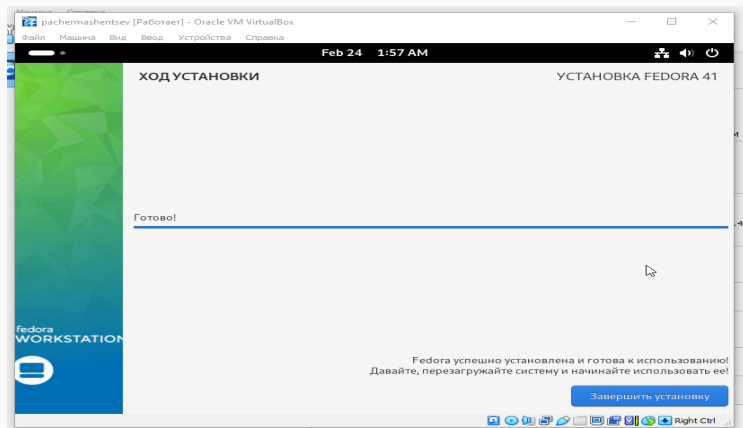 pachermashentsev [Работает] - Oracle VM VirtualBox
Файл Машина Вид Ввод Устройства Справка
Feb 24 1:57 AM
ХОД УСТАНОВКИ
УСТАНОВКА FEDORA 41
Готово!
fedora
WORKSTATION
Fedora успешно установлена и готова к использованию!
Давайте, перезагружайте систему и начинайте использовать ее!
Завершить установку
Right Ctrl